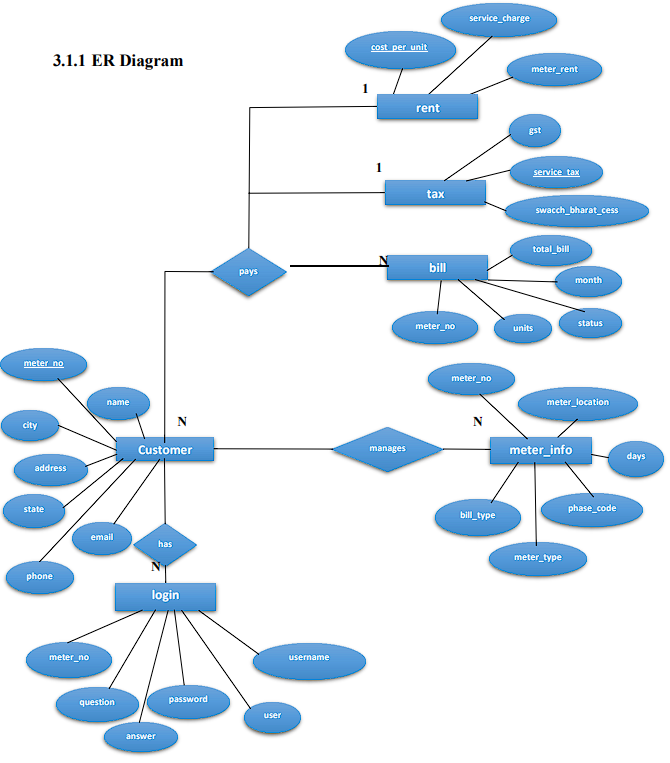 3.1.1 ER Diagram
service_charge
cost_per_unit
meter_rent
1
rent
gst
1
service_tax
tax
swacch_bharat_cess
total_bill
N
bill
pays
month
meter_no
units
status
meter_no
name
city
N
meter_no
meter_location
N
Customer
manages
meter_info
days
address
state
email
has
bill_type
phase_code
meter_type
phone
N
login
meter_no
username
question
password
user
answer